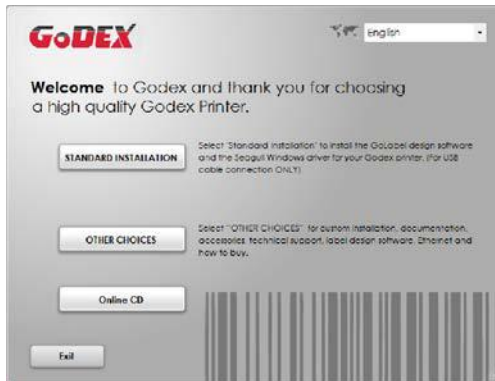 GoDEX
English
Welcome to Godex and thank you for choosing
a high quality Godex Printer.
STANDARD INSTALLATION
Select "Standard Installation" to install the GoLabel design software
and the Seagull Windows driver for your Godex printer. (For USB
cable connection ONLY)
OTHER CHOICES
Select "OTHER CHOICES" for custom installation, documentation,
accessories, technical support, label design software, Ethernet and
how to buy.
Online CD
Exit